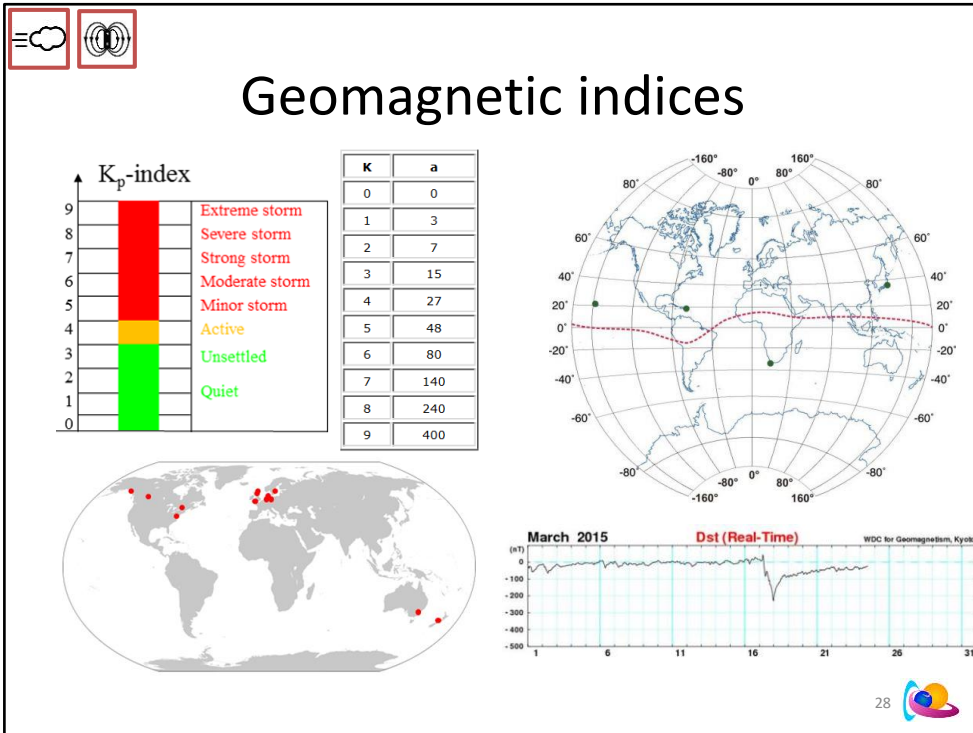 Geomagnetic indices
Kp-index
9
8
7
6
5
4
3
2
1
0
Extreme storm
Severe storm
Strong storm
Moderate storm
Minor storm
Active
Unsettled
Quiet
K a
0 0
1 3
2 7
3 15
4 27
5 48
6 80
7 140
8 240
9 400
-160° 160°
-80° 0° 80°
80° 80°
60° 60°
40° 40°
20° 20°
0° 0°
-20° -20°
-40° -40°
-60° -60°
-80° -80°
-80° 0° 80°
-160° 160°
March 2015 Dst (Real-Time) WDC for Geomagnetism, Kyoto
(nT)
0
-100
-200
-300
-400
-500
1 6 11 16 21 26 31
28